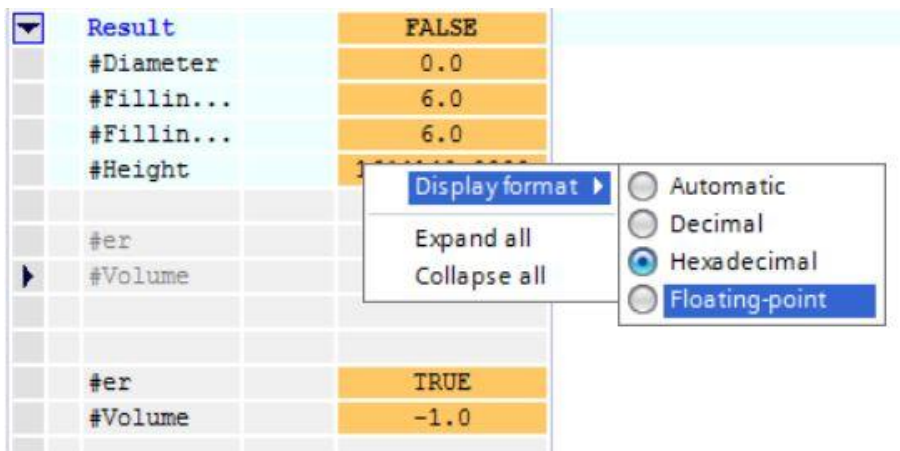 Result FALSE
#Diameter 0.0
#Fillin... 6.0
#Fillin... 6.0
#Height
Display format
Automatic
Decimal
Hexadecimal
Floating-point
Expand all
Collapse all
#er
#Volume
#er TRUE
#Volume -1.0